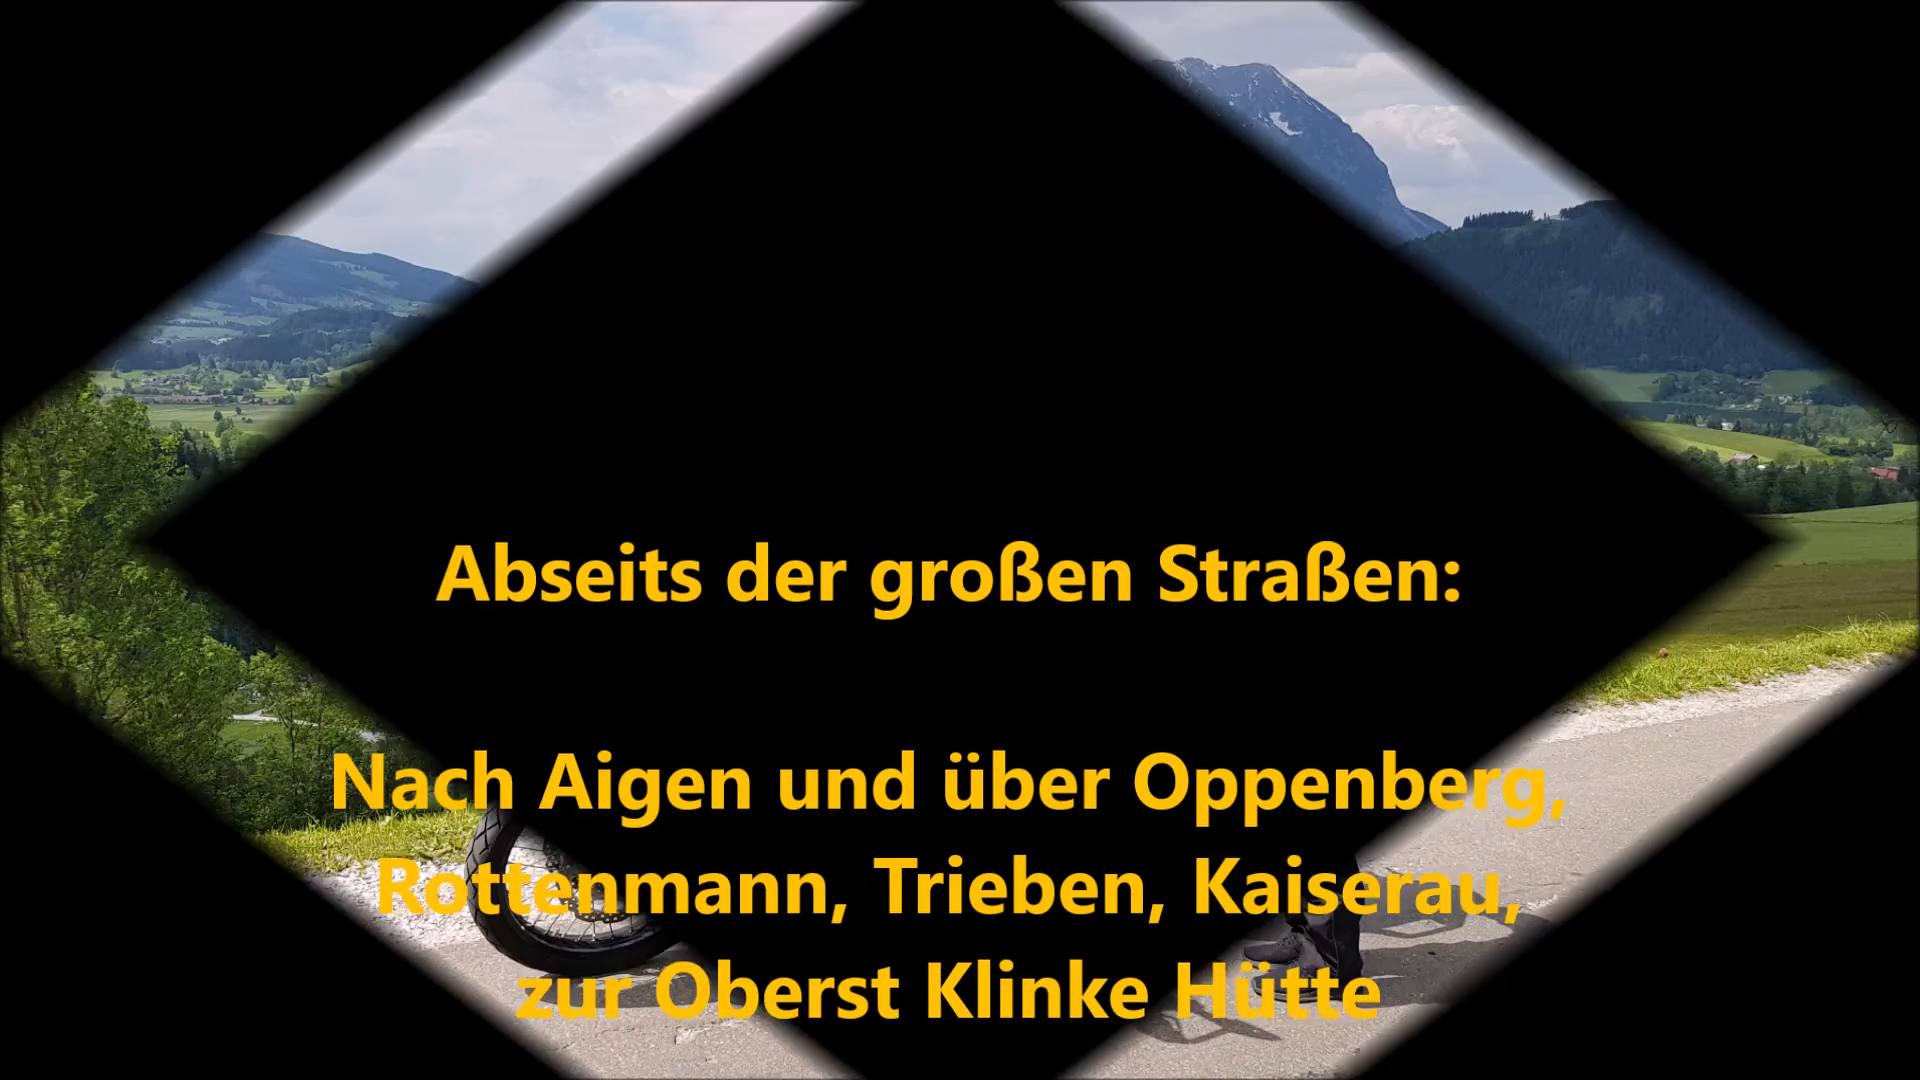 Abseits der großen Straßen:
Nach Aigen und über Oppenberg,
Rottenmann, Trieben, Kaiserau,
zur Oberst Klinke Hütte